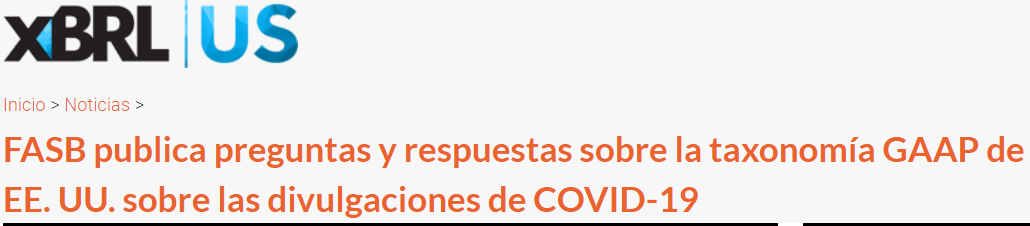 XBRL US
Inicio > Noticias >
FASB publica preguntas y respuestas sobre la taxonomía GAAP de
EE. UU. sobre las divulgaciones de COVID-19